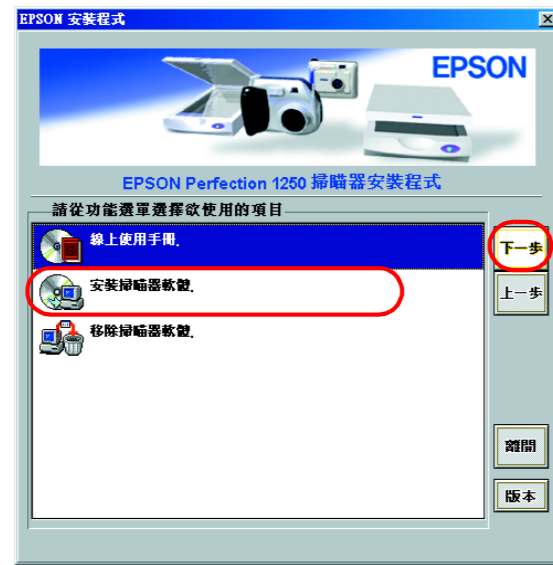 EPSON 安裝程式
EPSON
EPSON Perfection 1250 掃瞄器安裝程式
請從功能選單選擇欲使用的項目
線上使用手冊.
安裝掃瞄器軟體.
移除掃瞄器軟體.
下一步
上一步
離開
版本